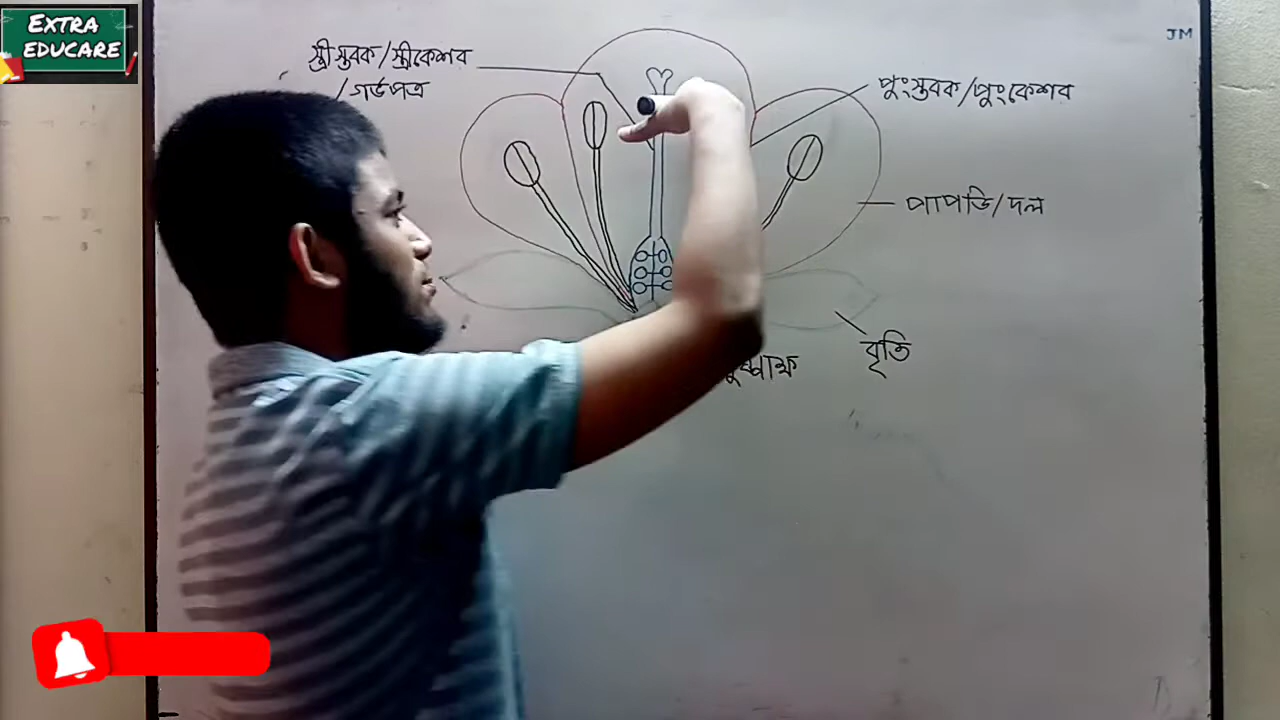 EXTRA
EDUCARE
JM
স্ত্রীস্তবক/স্ত্রীকেশর
/গর্ভপত্র
পুংস্তবক/পুংকেশর
পাপড়ি/দল
বৃতি